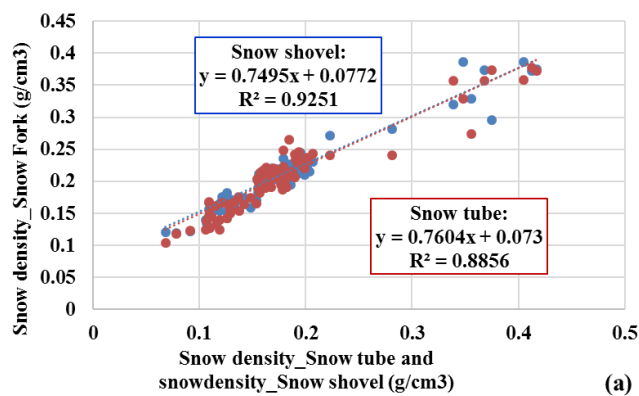 0.45
0.4
0.35
0.3
0.25
0.2
0.15
0.1
0.05
0
Snow density_Snow Fork (g/cm3)
Snow shovel:
y = 0.7495x + 0.0772
R² = 0.9251
Snow tube:
y = 0.7604x + 0.073
R² = 0.8856
0 0.1 0.2 0.3 0.4 0.5
Snow density_Snow tube and
snowdensity_Snow shovel (g/cm3)
(a)